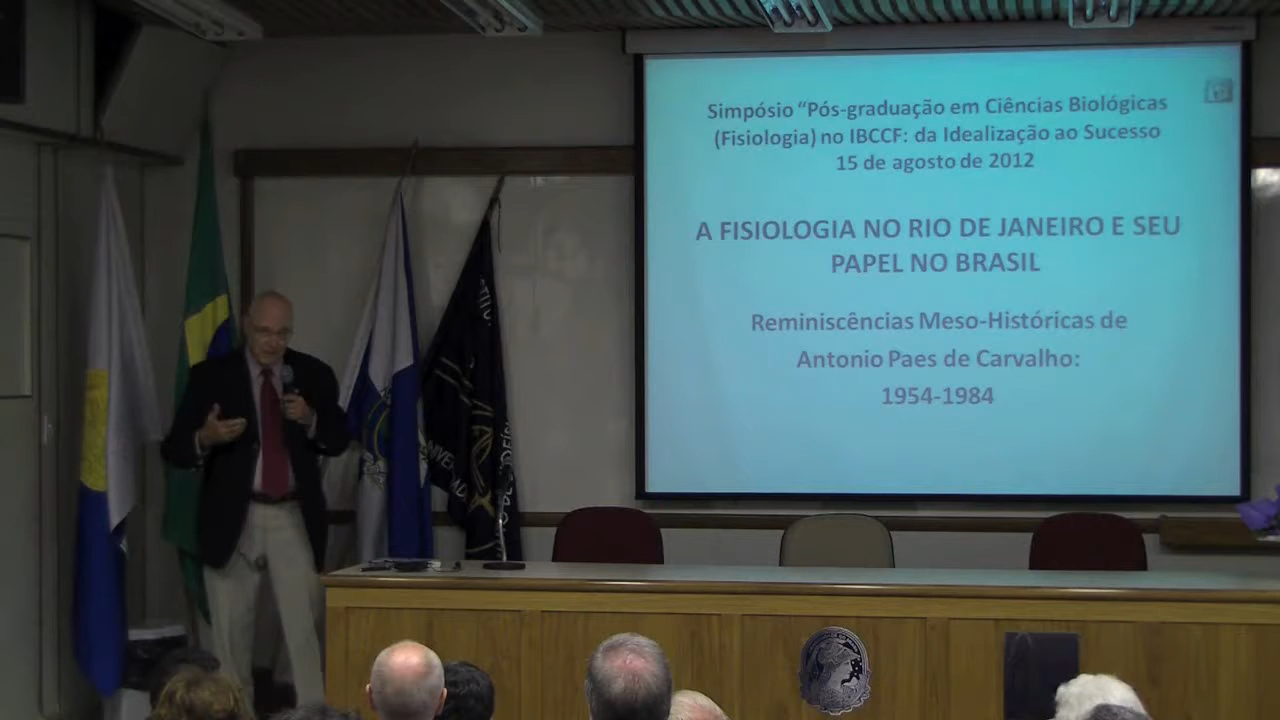 Simpósio “Pós-graduação em Ciências Biológicas
(Fisiologia) no IBCCF: da Idealização ao Sucesso
15 de agosto de 2012
A FISIOLOGIA NO RIO DE JANEIRO E SEU
PAPEL NO BRASIL
Reminiscências Meso-Históricas de
Antonio Paes de Carvalho:
1954-1984